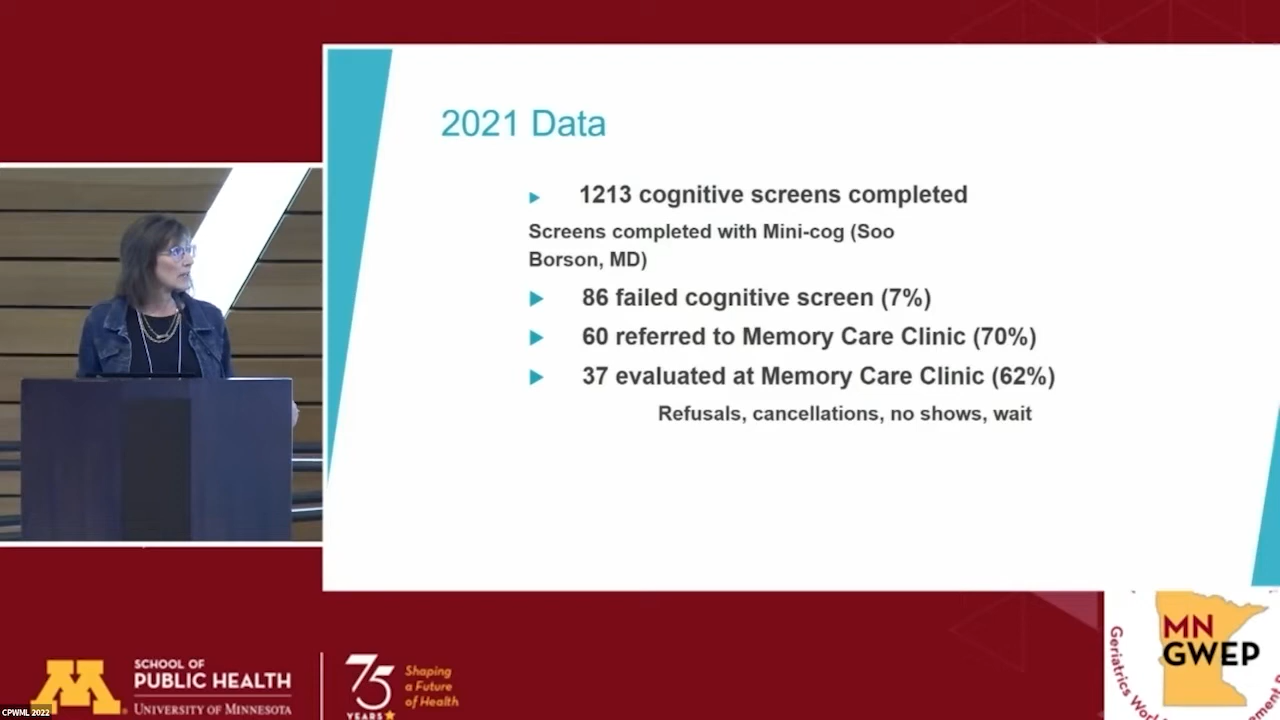 2021 Data
1213 cognitive screens completed
Screens completed with Mini-cog (Soo
Borson, MD)
86 failed cognitive screen (7%)
60 referred to Memory Care Clinic (70%)
37 evaluated at Memory Care Clinic (62%)
Refusals, cancellations, no shows, wait
SCHOOL OF
PUBLIC HEALTH
UNIVERSITY OF MINNESOTA
75
YEARS
Shaping
a Future
of Health
MN
GWEP
Geriatrics
CPWML 2022